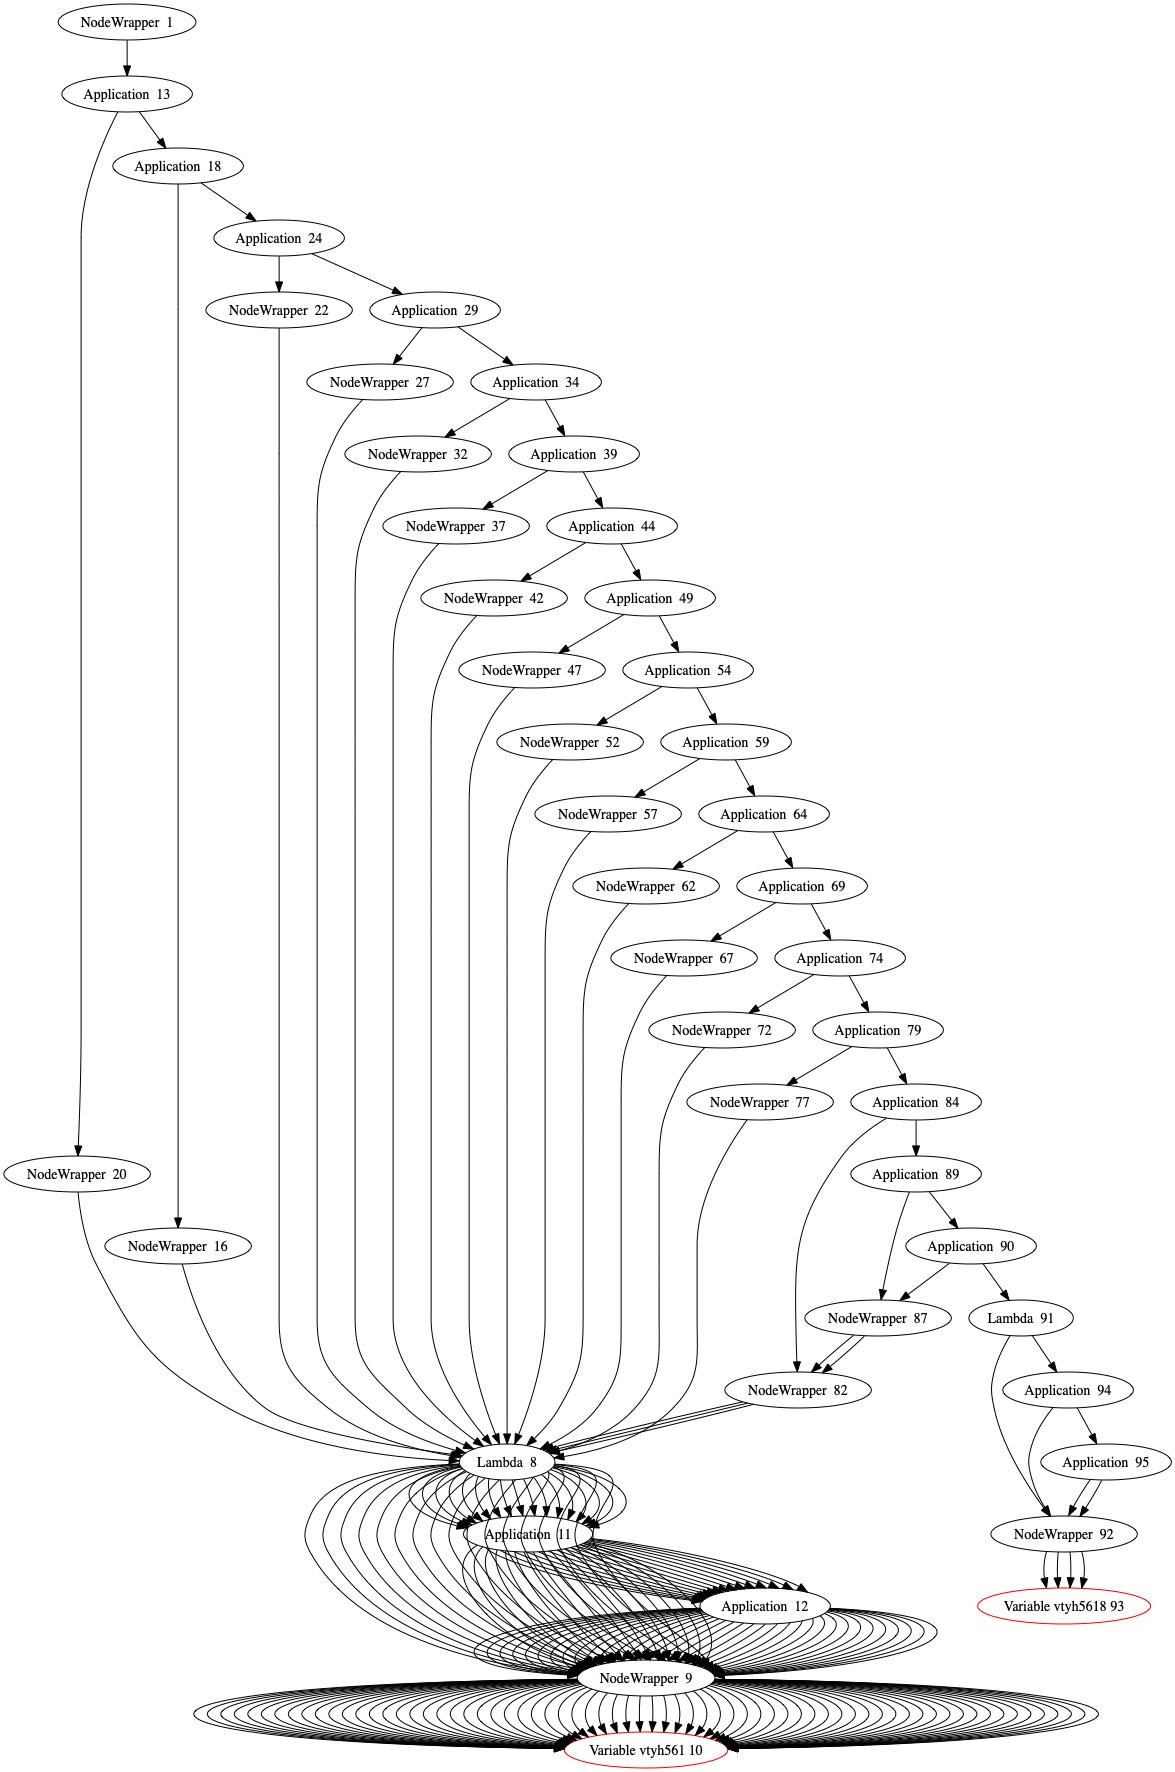 NodeWrapper 1
Application 13
Application 18
Application 24
NodeWrapper 22
Application 29
NodeWrapper 27
Application 34
NodeWrapper 32
Application 39
NodeWrapper 37
Application 44
NodeWrapper 42
Application 49
NodeWrapper 47
Application 54
NodeWrapper 52
Application 59
NodeWrapper 57
Application 64
NodeWrapper 62
Application 69
NodeWrapper 67
Application 74
NodeWrapper 72
Application 79
NodeWrapper 77
Application 84
NodeWrapper 20
Application 89
NodeWrapper 16
Application 90
NodeWrapper 87
Lambda 91
NodeWrapper 82
Application 94
Lambda 8
Application 95
Application 11
NodeWrapper 92
Application 12
Variable vtyh5618 93
NodeWrapper 9
Variable vtyh561 10